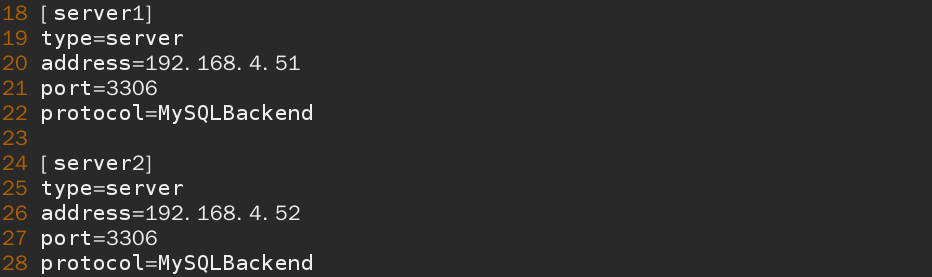 18 [server1]
19 type=server
20 address=192.168.4.51
21 port=3306
22 protocol=MySQLBackend
23
24 [server2]
25 type=server
26 address=192.168.4.52
27 port=3306
28 protocol=MySQLBackend